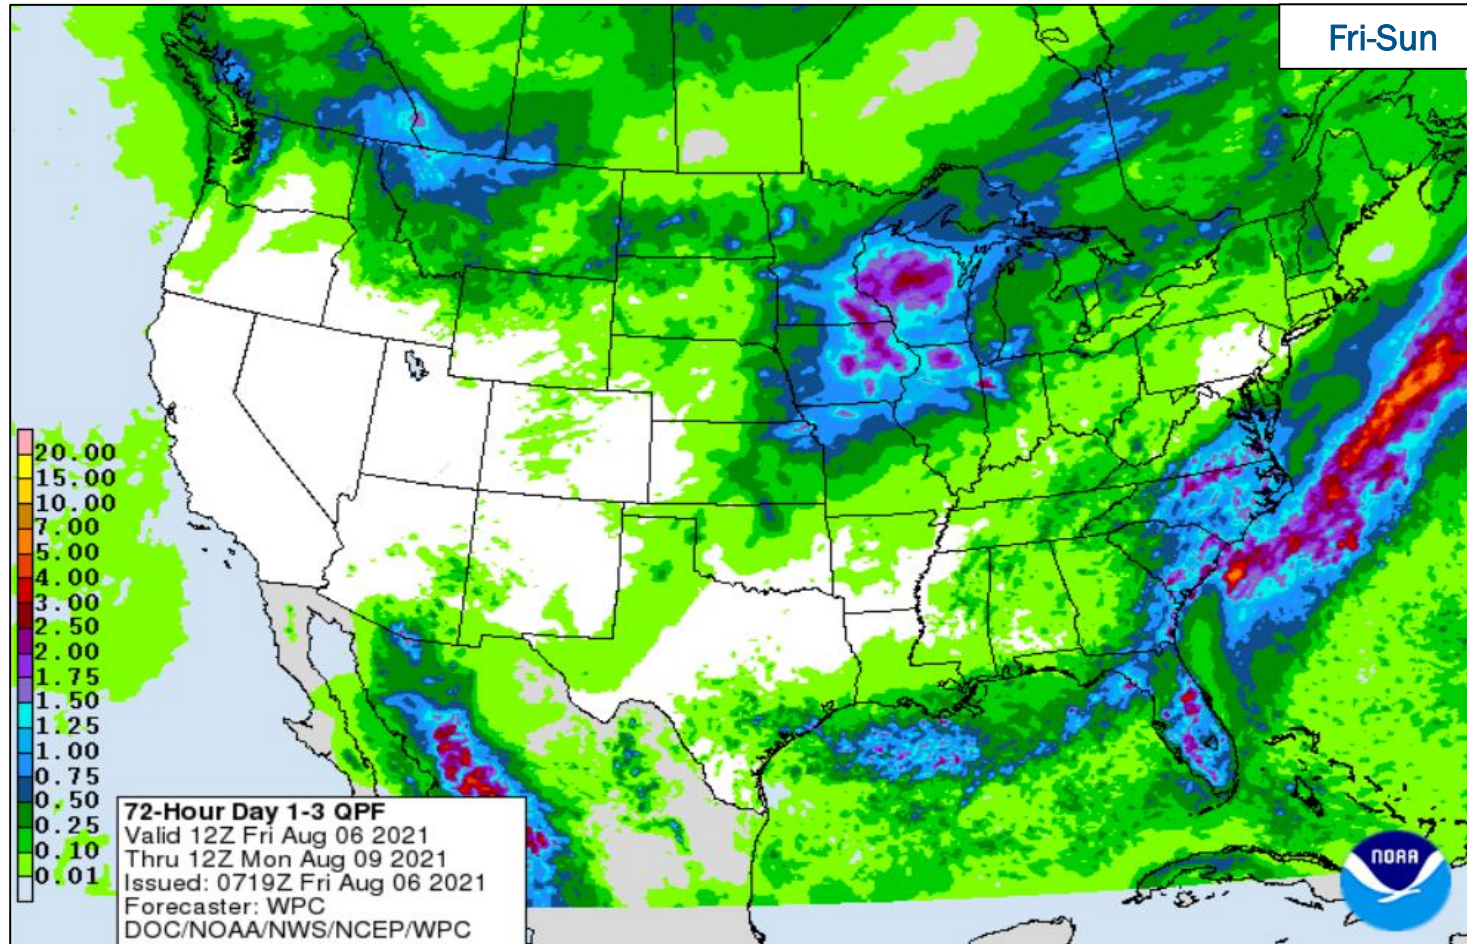 Fri-Sun
20.00
15.00
10.00
7.00
5.00
4.00
3.00
2.50
2.00
1.75
1.50
1.25
1.00
0.75
0.50
0.25
0.10
0.01
72-Hour Day 1-3 QPF
Valid 12Z Fri Aug 06 2021
Thru 12Z Mon Aug 09 2021
Issued: 0719Z Fri Aug 06 2021
Forecaster: WPC
DOC/NOAA/NWS/NCEP/WPC
NOAA